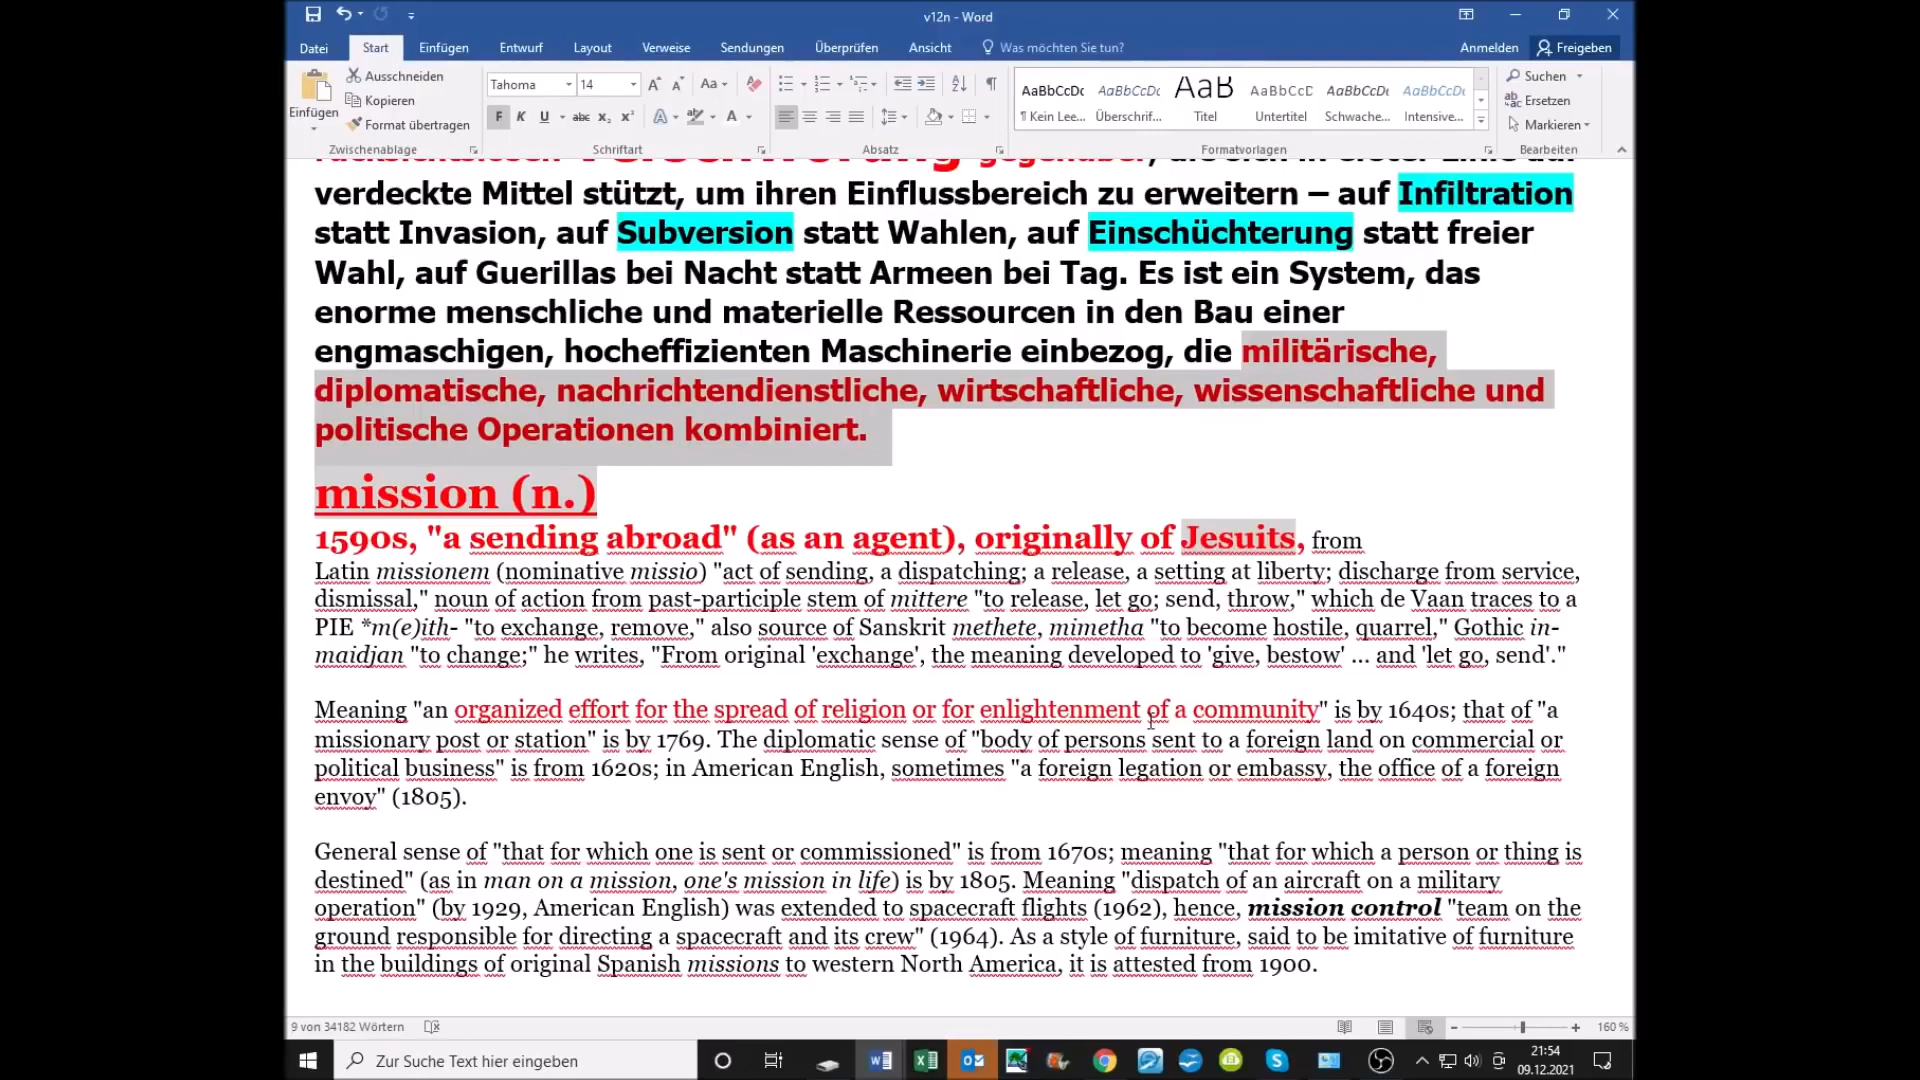 v12n - Word
Datei Start Einfügen Entwurf Layout Verweise Sendungen Überprüfen Ansicht Was möchten Sie tun? Anmelden Freigeben
Einfügen
Ausschneiden
Kopieren
Format übertragen
Zwischenablage
Tahoma 14
F K U abc x₂ x²
Schriftart
Absatz
AaBbCcDc AaBbCcDc AaB AaBbCcD AaBbCcDt AaBbCcDt
¶ Kein Lee... Überschrif... Titel Untertitel Schwache... Intensive...
Formatvorlagen
Suchen
Ersetzen
Markieren
Bearbeiten
verdeckte Mittel stützt, um ihren Einflussbereich zu erweitern – auf Infiltration
statt Invasion, auf Subversion statt Wahlen, auf Einschüchterung statt freier
Wahl, auf Guerillas bei Nacht statt Armeen bei Tag. Es ist ein System, das
enorme menschliche und materielle Ressourcen in den Bau einer
engmaschigen, hocheffizienten Maschinerie einbezog, die militärische,
diplomatische, nachrichtendienstliche, wirtschaftliche, wissenschaftliche und
politische Operationen kombiniert.
mission (n.)
1590s, "a sending abroad" (as an agent), originally of Jesuits, from
Latin missionem (nominative missio) "act of sending, a dispatching; a release, a setting at liberty; discharge from service,
dismissal," noun of action from past-participle stem of mittere "to release, let go; send, throw," which de Vaan traces to a
PIE *m(e)ith- "to exchange, remove," also source of Sanskrit methete, mimetha "to become hostile, quarrel," Gothic in-
maidjan "to change;" he writes, "From original 'exchange', the meaning developed to 'give, bestow' ... and 'let go, send'."
Meaning "an organized effort for the spread of religion or for enlightenment of a community" is by 1640s; that of "a
missionary post or station" is by 1769. The diplomatic sense of "body of persons sent to a foreign land on commercial or
political business" is from 1620s; in American English, sometimes "a foreign legation or embassy, the office of a foreign
envoy" (1805).
General sense of "that for which one is sent or commissioned" is from 1670s; meaning "that for which a person or thing is
destined" (as in man on a mission, one's mission in life) is by 1805. Meaning "dispatch of an aircraft on a military
operation" (by 1929, American English) was extended to spacecraft flights (1962), hence, mission control "team on the
ground responsible for directing a spacecraft and its crew" (1964). As a style of furniture, said to be imitative of furniture
in the buildings of original Spanish missions to western North America, it is attested from 1900.
9 von 34182 Wörtern
160 %
Zur Suche Text hier eingeben
21:54
09.12.2021